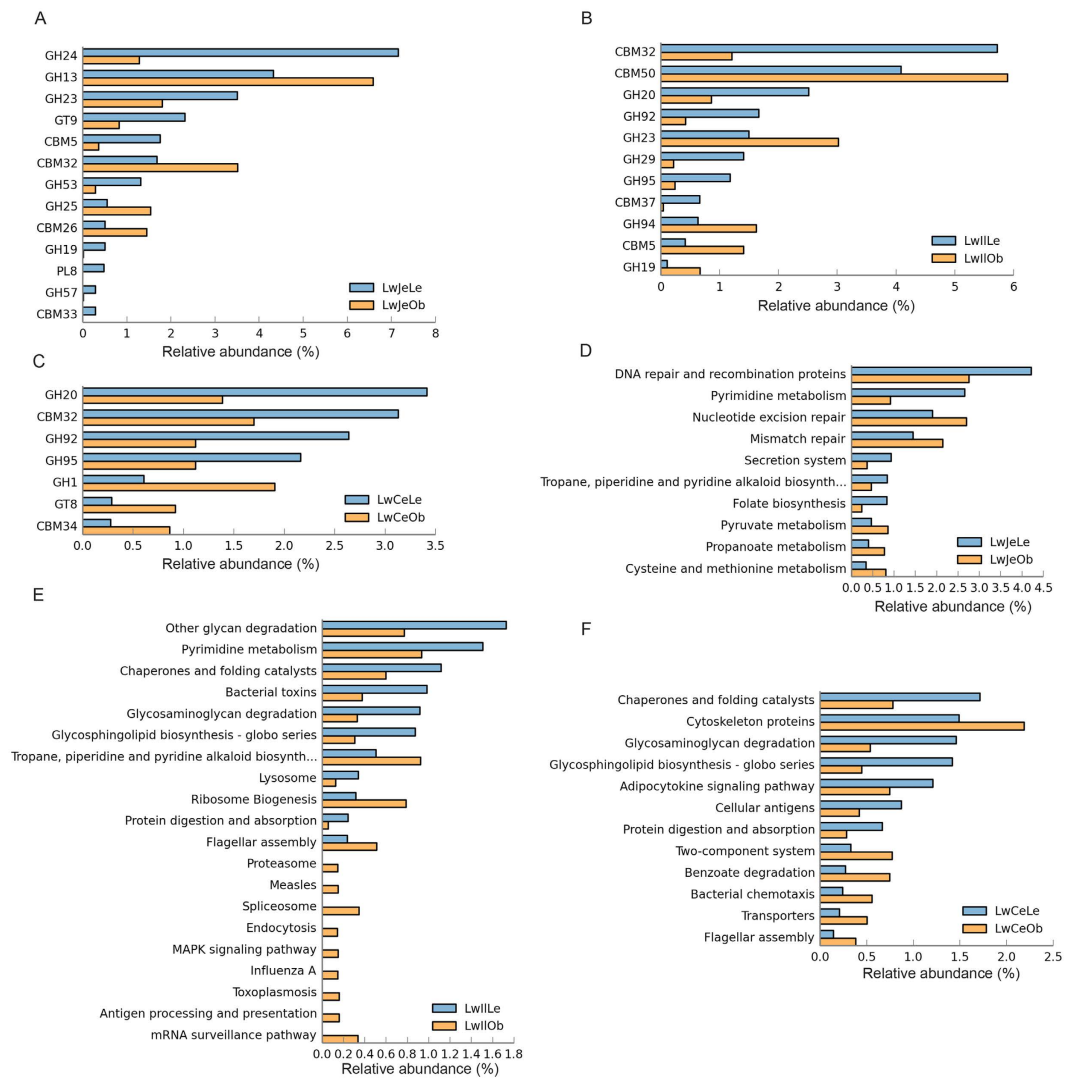 A
GH24
GH13
GH23
GT9
CBM5
CBM32
GH53
GH25
CBM26
GH19
PL8
GH57
CBM33
LwJeLe
LwJeOb
0 1 2 3 4 5 6 7 8
Relative abundance (%)
B
CBM32
CBM50
GH20
GH92
GH23
GH29
GH95
CBM37
GH94
CBM5
GH19
LwIlLe
LwIlOb
0 1 2 3 4 5 6
Relative abundance (%)
C
GH20
CBM32
GH92
GH95
GH1
GT8
CBM34
LwCeLe
LwCeOb
0.0 0.5 1.0 1.5 2.0 2.5 3.0 3.5
Relative abundance (%)
D
DNA repair and recombination proteins
Pyrimidine metabolism
Nucleotide excision repair
Mismatch repair
Secretion system
Tropane, piperidine and pyridine alkaloid biosynth...
Folate biosynthesis
Pyruvate metabolism
Propanoate metabolism
Cysteine and methionine metabolism
LwJeLe
LwJeOb
0.0 0.5 1.0 1.5 2.0 2.5 3.0 3.5 4.0 4.5
Relative abundance (%)
E
Other glycan degradation
Pyrimidine metabolism
Chaperones and folding catalysts
Bacterial toxins
Glycosaminoglycan degradation
Glycosphingolipid biosynthesis - globo series
Tropane, piperidine and pyridine alkaloid biosynth...
Lysosome
Ribosome Biogenesis
Protein digestion and absorption
Flagellar assembly
Proteasome
Measles
Spliceosome
Endocytosis
MAPK signaling pathway
Influenza A
Toxoplasmosis
Antigen processing and presentation
mRNA surveillance pathway
LwIlLe
LwIlOb
0.0 0.2 0.4 0.6 0.8 1.0 1.2 1.4 1.6 1.8
Relative abundance (%)
F
Chaperones and folding catalysts
Cytoskeleton proteins
Glycosaminoglycan degradation
Glycosphingolipid biosynthesis - globo series
Adipocytokine signaling pathway
Cellular antigens
Protein digestion and absorption
Two-component system
Benzoate degradation
Bacterial chemotaxis
Transporters
Flagellar assembly
LwCeLe
LwCeOb
0.0 0.5 1.0 1.5 2.0 2.5
Relative abundance (%)